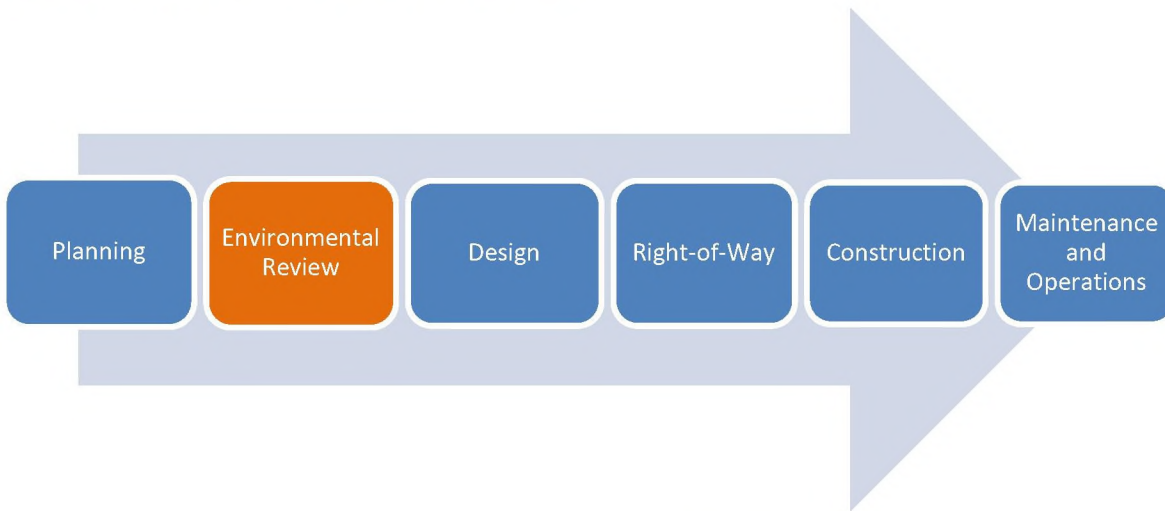 Planning
Environmental
Review
Design
Right-of-Way
Construction
Maintenance
and
Operations